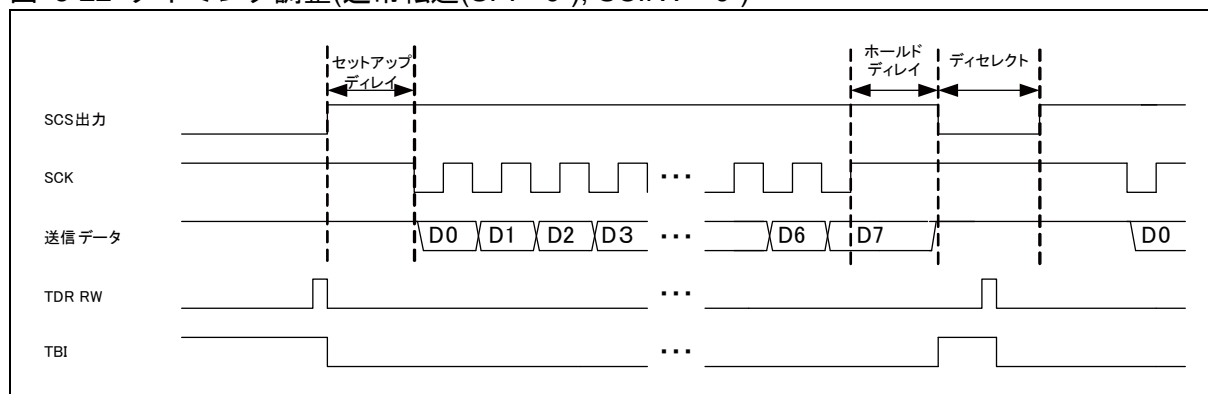 セットアップ
ディレイ
ホールド
ディレイ
ディセレクト
SCS出力
SCK
...
送信データ
D0 D1 D2 D3 ... D6 D7 D0
TDR RW
...
TBI
...